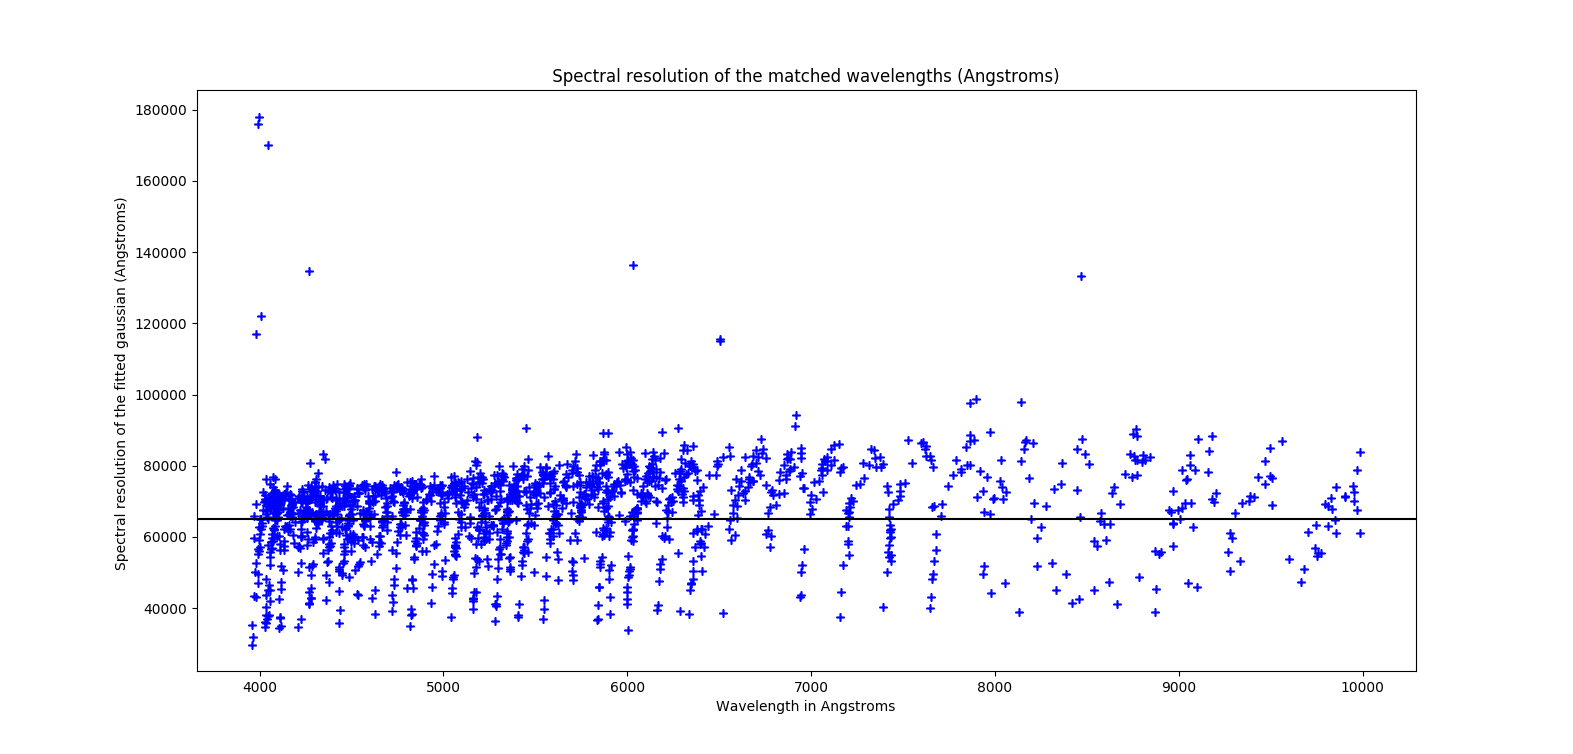 Spectral resolution of the matched wavelengths (Angstroms)
180000
160000
140000
120000
100000
80000
60000
40000
Spectral resolution of the fitted gaussian (Angstroms)
4000 5000 6000 7000 8000 9000 10000
Wavelength in Angstroms